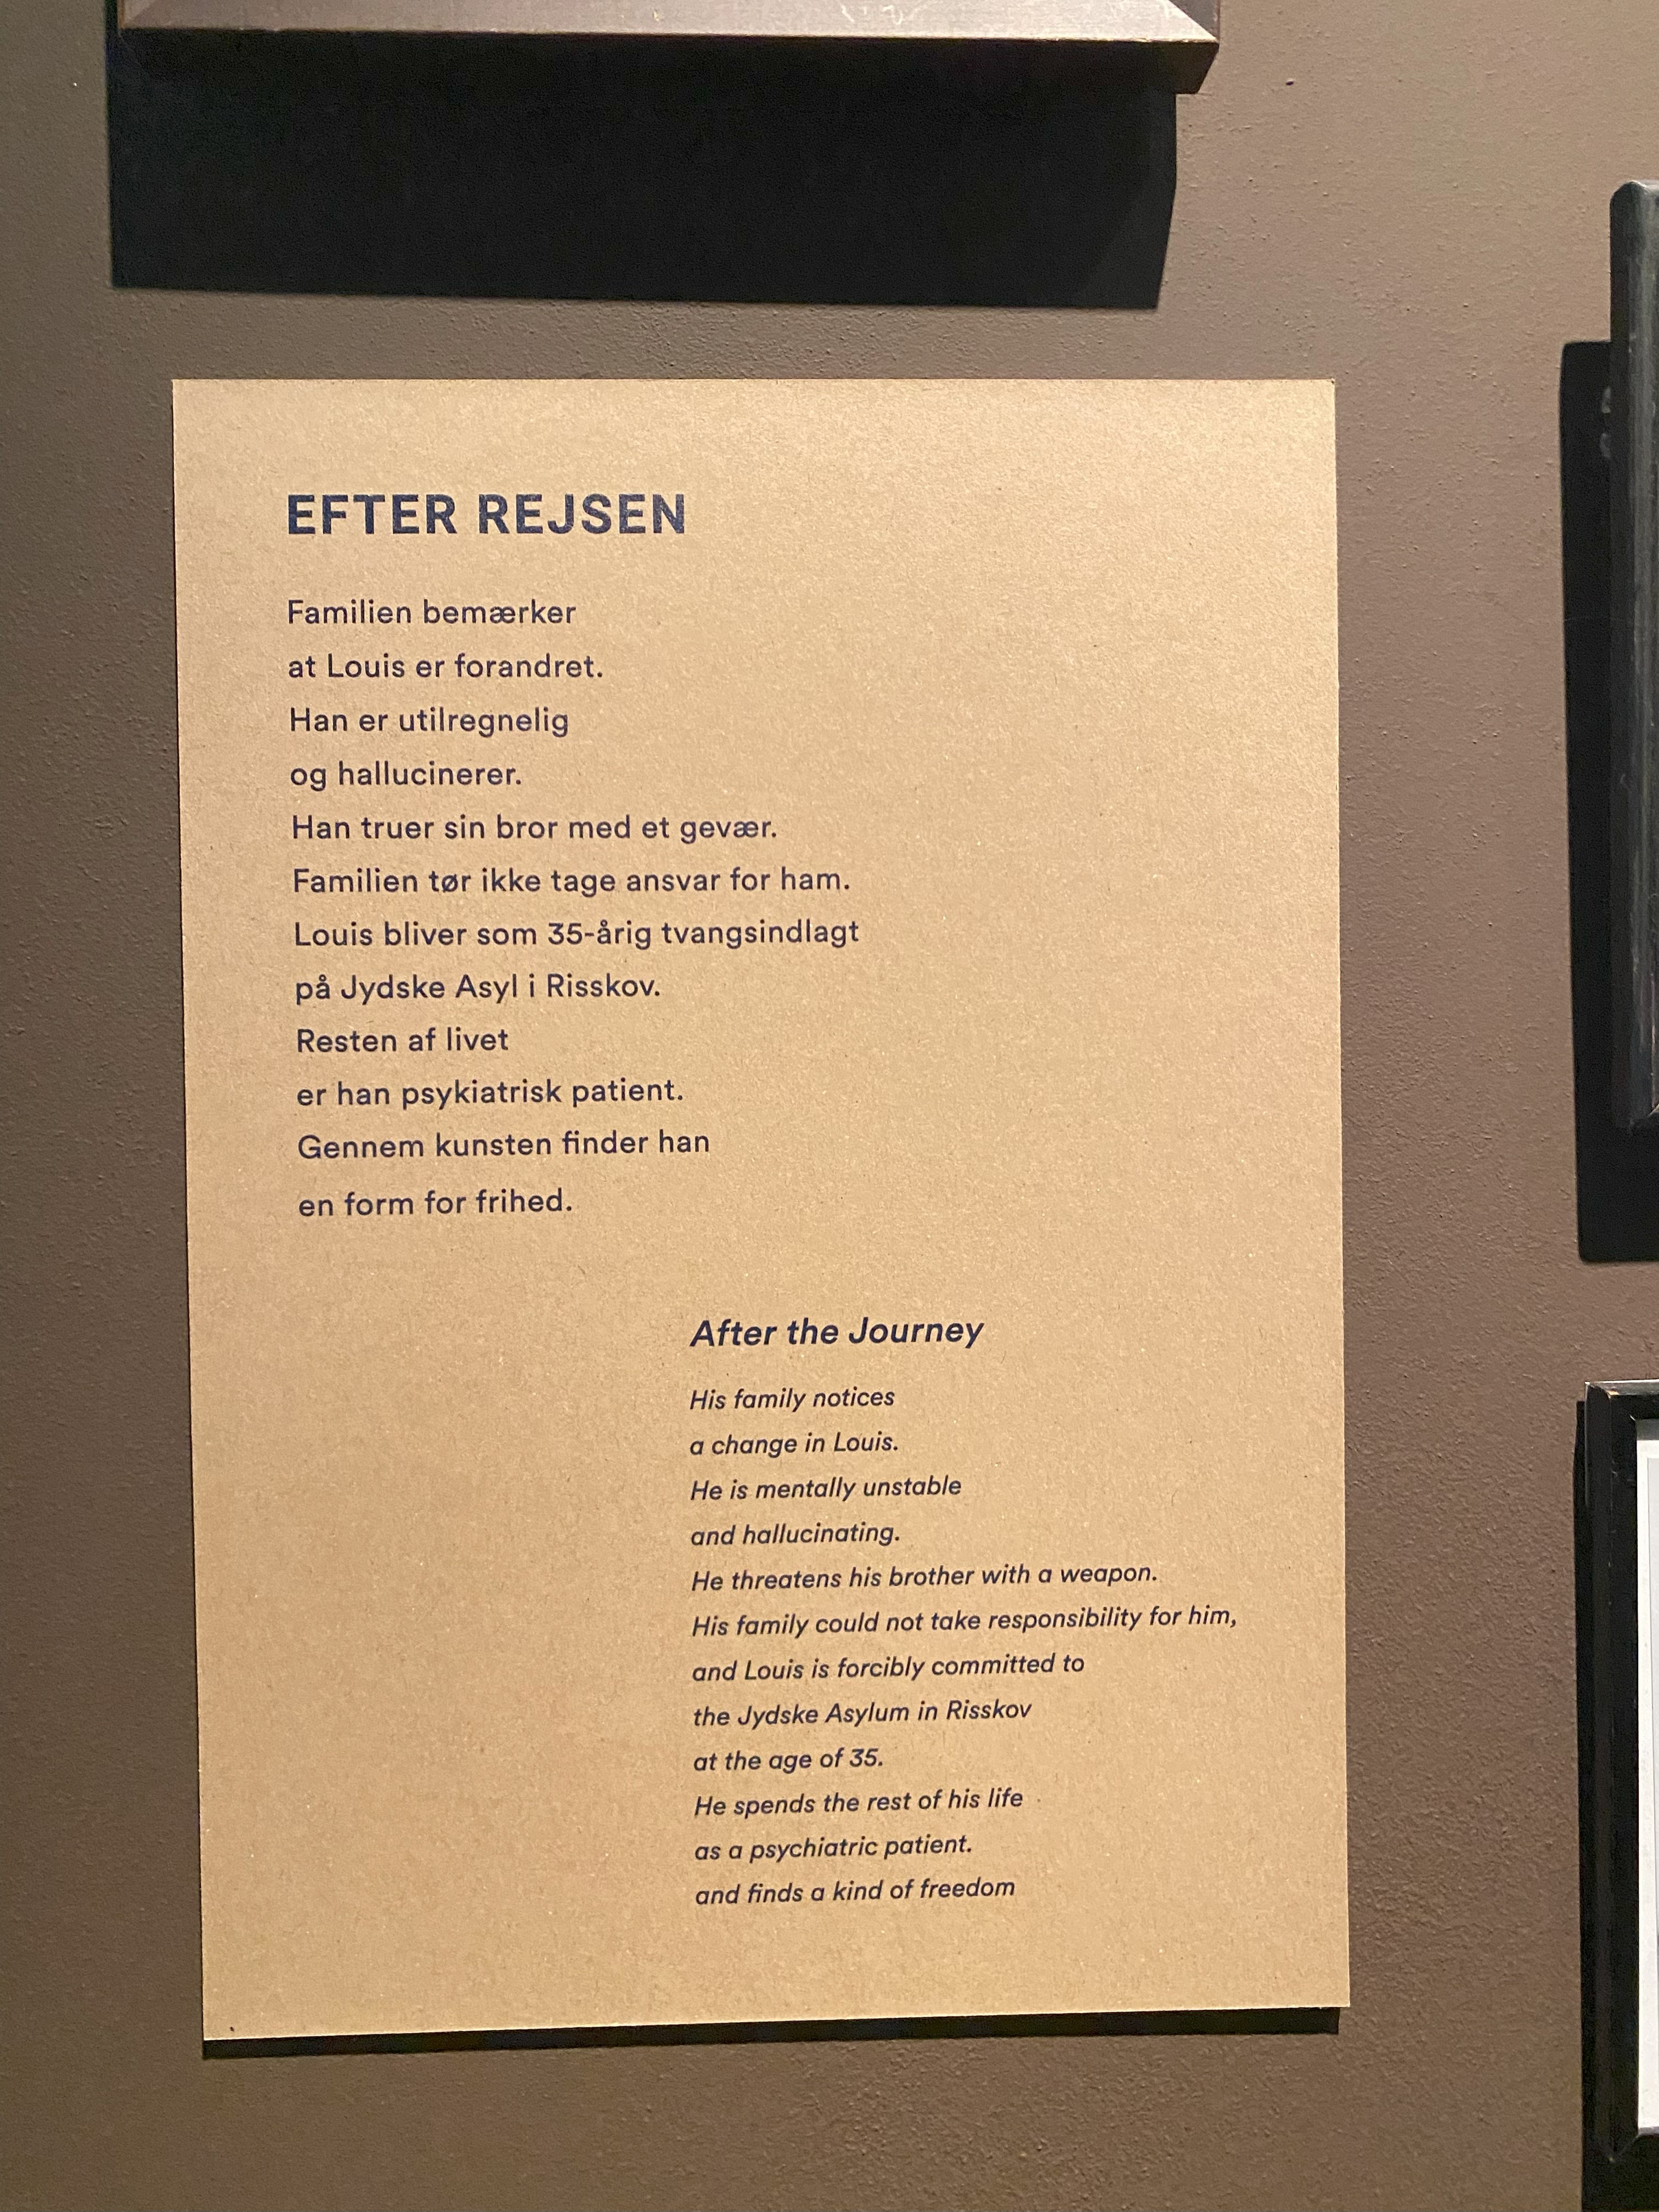 EFTER REJSEN
Familien bemærker
at Louis er forandret.
Han er utilregnelig
og hallucinerer.
Han truer sin bror med et gevær.
Familien tør ikke tage ansvar for ham.
Louis bliver som 35-årig tvangsindlagt
på Jydske Asyl i Risskov.
Resten af livet
er han psykiatrisk patient.
Gennem kunsten finder han
en form for frihed.
After the Journey
His family notices
a change in Louis.
He is mentally unstable
and hallucinating.
He threatens his brother with a weapon.
His family could not take responsibility for him,
and Louis is forcibly committed to
the Jydske Asylum in Risskov
at the age of 35.
He spends the rest of his life
as a psychiatric patient.
and finds a kind of freedom